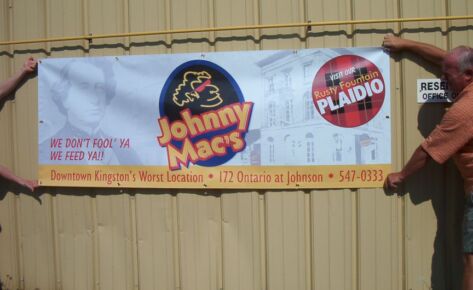 WE DON'T FOOL' YA
WE FEED YA!!
Johnny
Mac's
VISIT OUR
Rusty Fountain
PLAIDIO
Downtown Kingston's Worst Location • 172 Ontario at Johnson • 547-0333
OFFICE